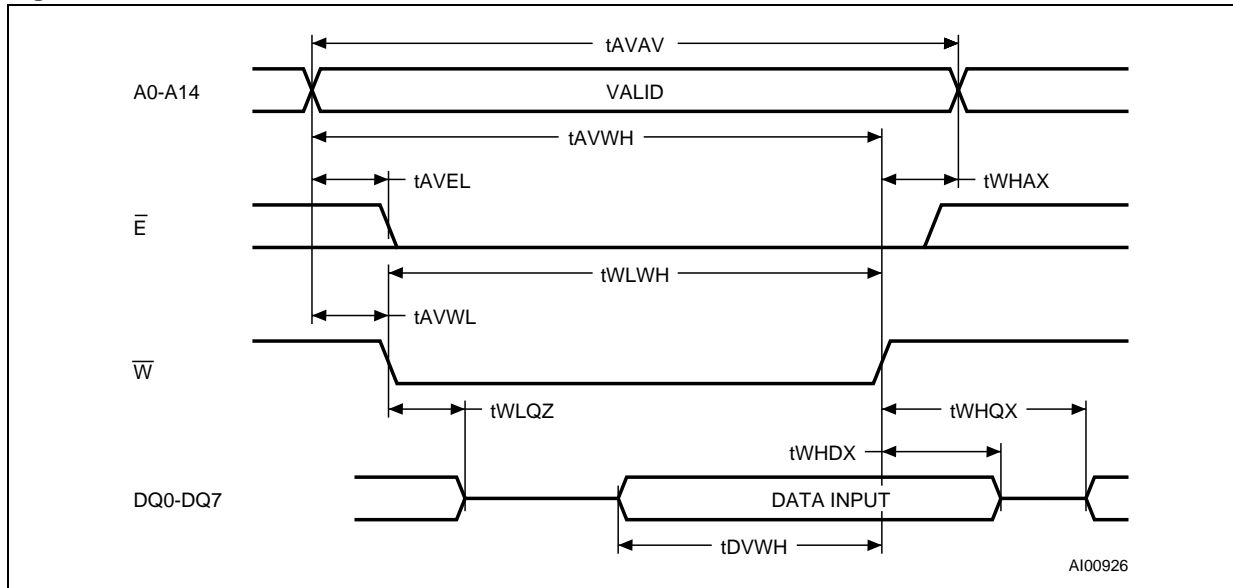 tAVAV
A0-A14
VALID
tAVWH
tAVEL
tWHAX
E̅
tWLWH
tAVWL
W̅
tWLQZ
tWHQX
tWHDX
DQ0-DQ7
DATA INPUT
tDVWH
AI00926